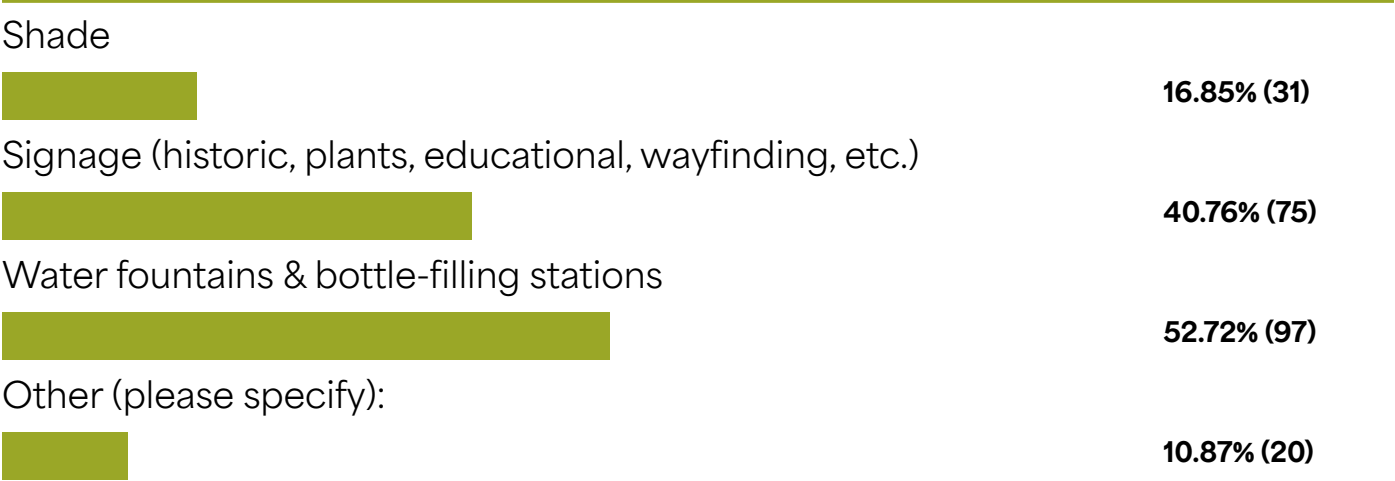 Shade
16.85% (31)
Signage (historic, plants, educational, wayfinding, etc.)
40.76% (75)
Water fountains & bottle-filling stations
52.72% (97)
Other (please specify):
10.87% (20)